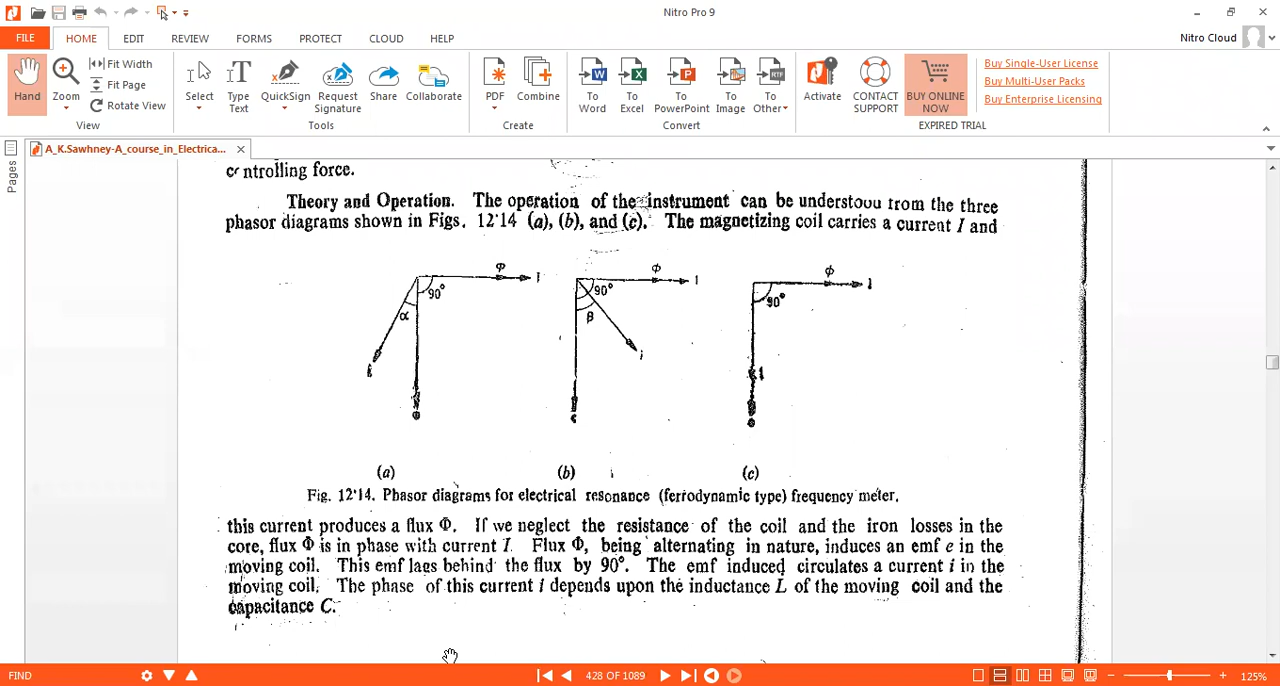 Nitro Pro 9
FILE HOME EDIT REVIEW FORMS PROTECT CLOUD HELP Nitro Cloud
Hand Zoom Fit Width Fit Page Rotate View
Select Type Text QuickSign Request Signature Share Collaborate
PDF Combine
To Word To Excel To PowerPoint To Image To Other
Activate CONTACT SUPPORT BUY ONLINE NOW
Buy Single-User License
Buy Multi-User Packs
Buy Enterprise Licensing
View Tools Create Convert EXPIRED TRIAL
A_K.Sawhney-A_course_in_Electrica...
Pages
controlling force.
Theory and Operation. The operation of the instrument can be understood from the three
phasor diagrams shown in Figs. 12·14 (a), (b), and (c). The magnetizing coil carries a current I and
Φ I 90° α i e
Φ I 90° β i e
Φ I 90° i e
(a) (b) (c)
Fig. 12·14. Phasor diagrams for electrical resonance (ferrodynamic type) frequency meter.
this current produces a flux Φ. If we neglect the resistance of the coil and the iron losses in the
core, flux Φ is in phase with current I. Flux Φ, being alternating in nature, induces an emf e in the
moving coil. This emf lags behind the flux by 90°. The emf induced circulates a current i in the
moving coil. The phase of this current i depends upon the inductance L of the moving coil and the
capacitance C.
FIND 428 OF 1089 125%